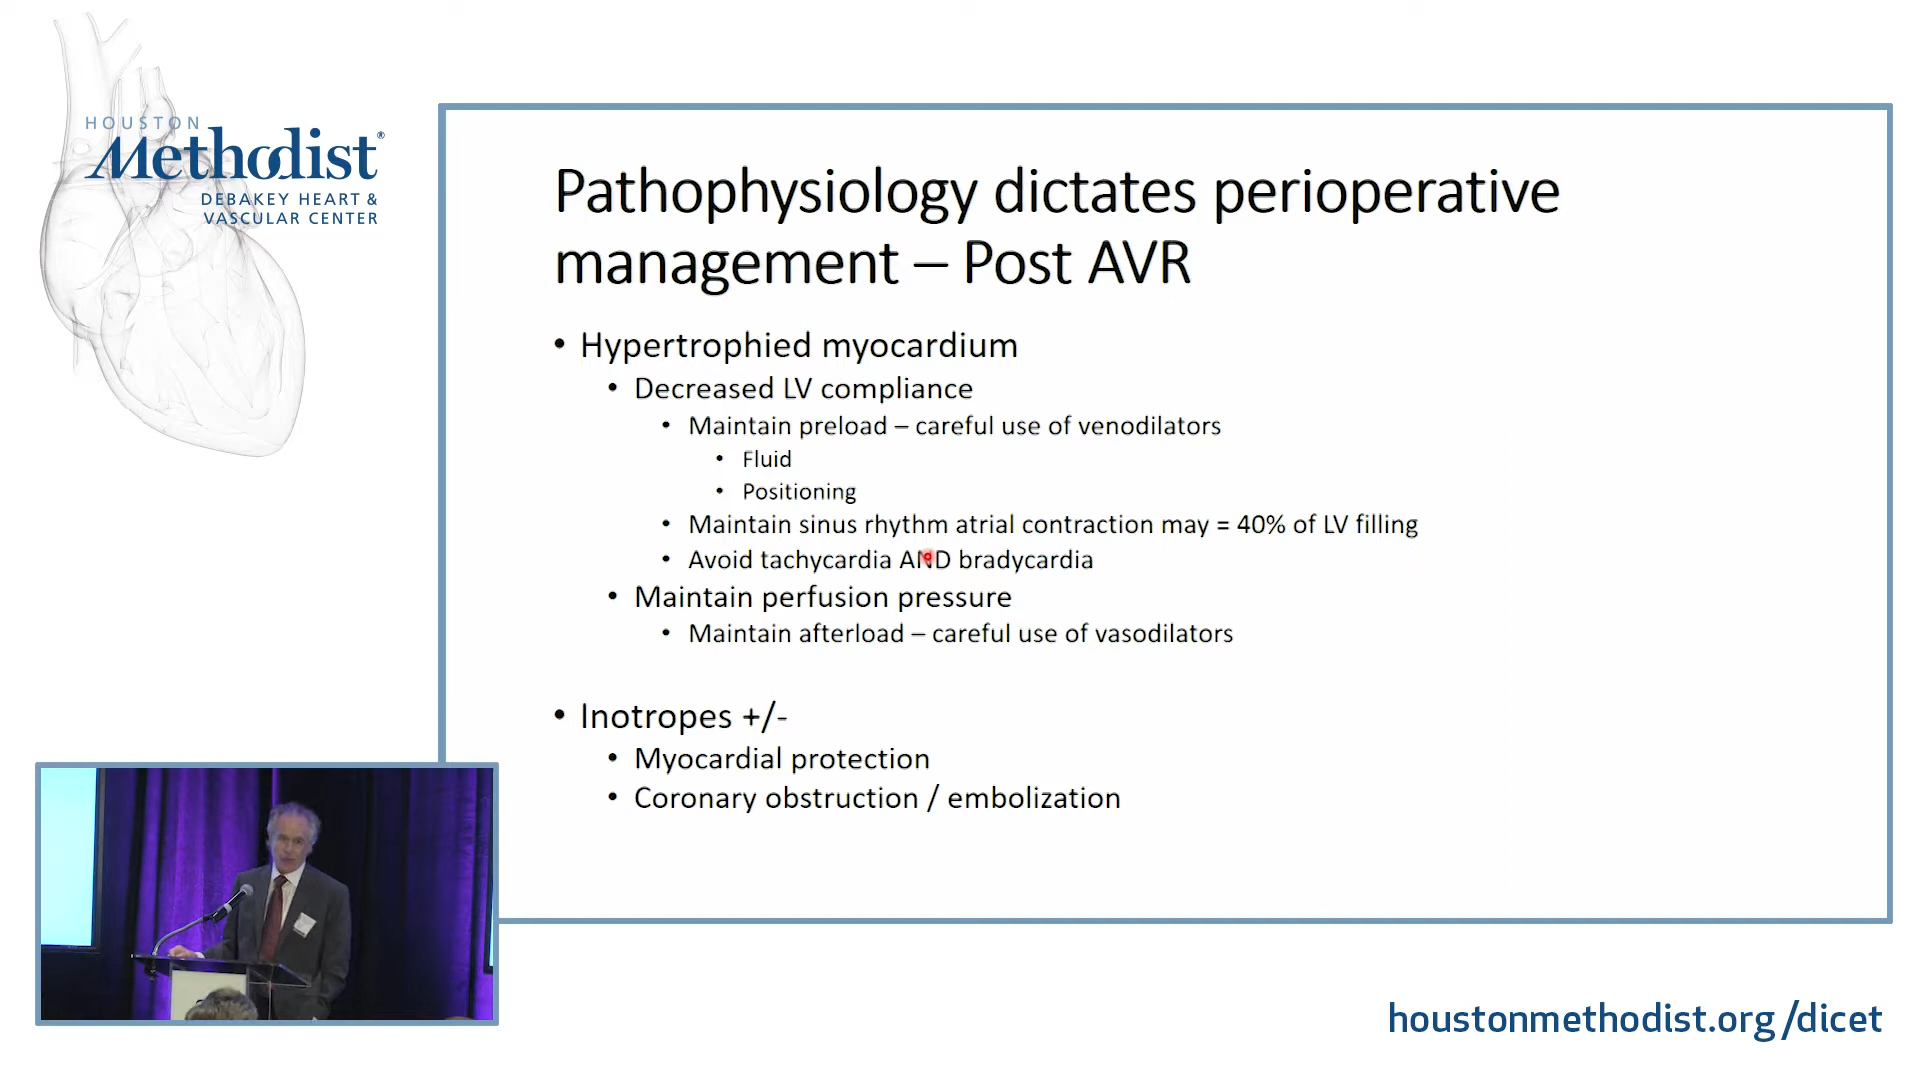 HOUSTON
Methodist®
DEBAKEY HEART &
VASCULAR CENTER
Pathophysiology dictates perioperative
management – Post AVR
• Hypertrophied myocardium
• Decreased LV compliance
• Maintain preload – careful use of venodilators
• Fluid
• Positioning
• Maintain sinus rhythm atrial contraction may = 40% of LV filling
• Avoid tachycardia AND bradycardia
• Maintain perfusion pressure
• Maintain afterload – careful use of vasodilators
• Inotropes +/-
• Myocardial protection
• Coronary obstruction / embolization
houstonmethodist.org/dicet